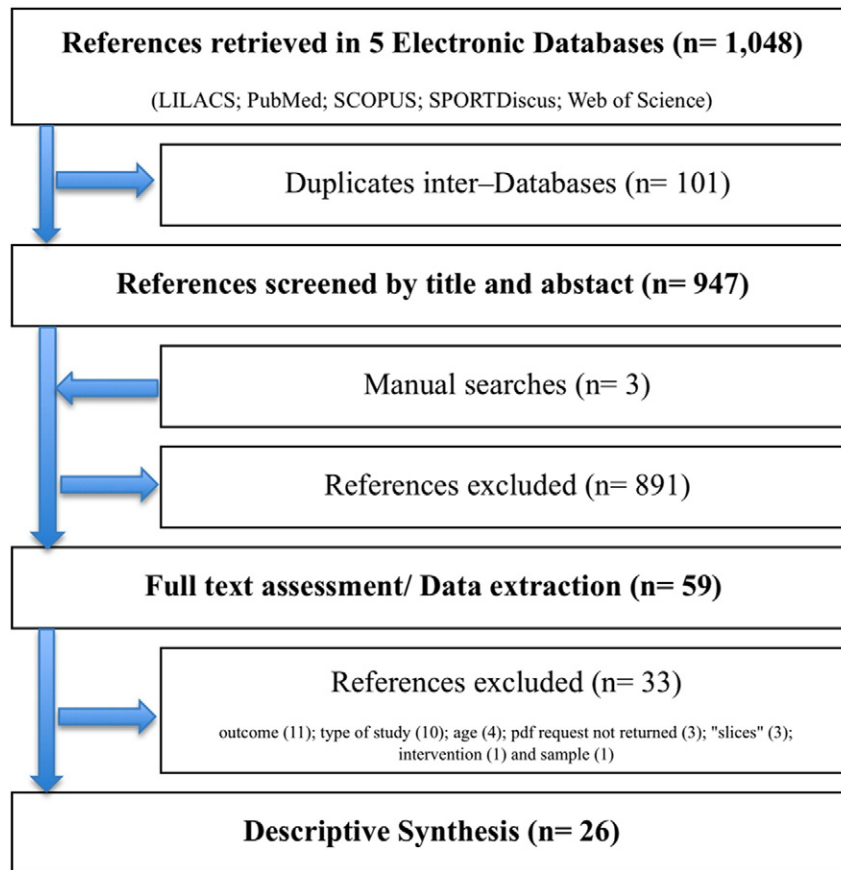 References retrieved in 5 Electronic Databases (n= 1,048)
(LILACS; PubMed; SCOPUS; SPORTDiscus; Web of Science)
Duplicates inter–Databases (n= 101)
References screened by title and abstact (n= 947)
Manual searches (n= 3)
References excluded (n= 891)
Full text assessment/ Data extraction (n= 59)
References excluded (n= 33)
outcome (11); type of study (10); age (4); pdf request not returned (3); "slices" (3);
intervention (1) and sample (1)
Descriptive Synthesis (n= 26)